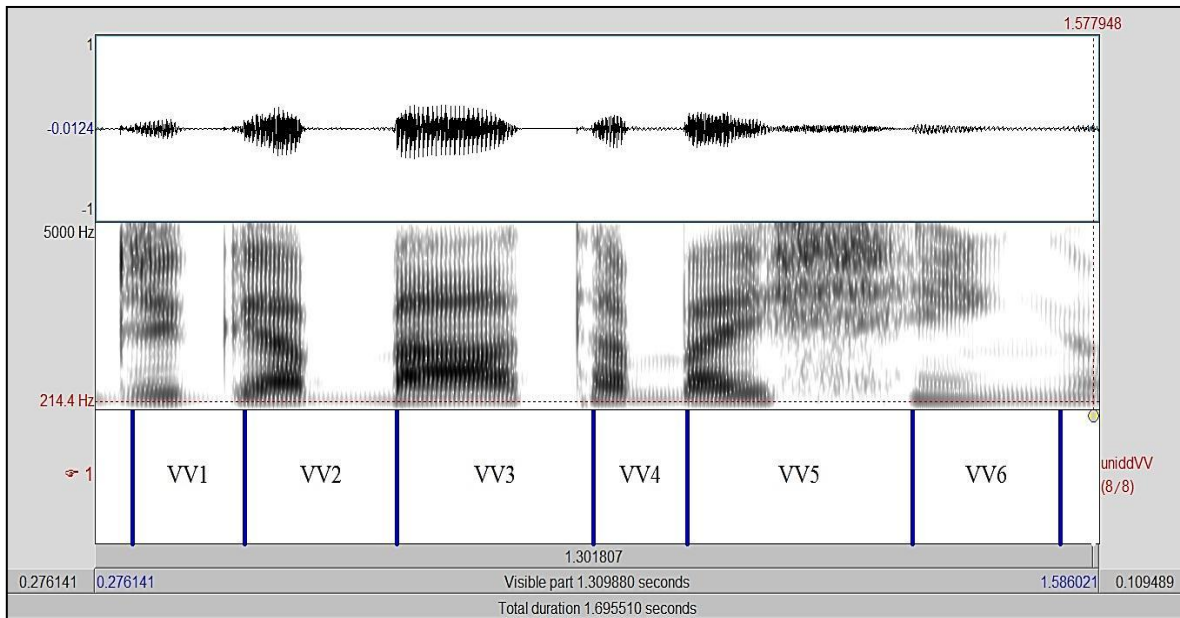 1.577948
1
-0.0124
-1
5000 Hz
214.4 Hz
1
VV1 VV2 VV3 VV4 VV5 VV6
uniddVV
(8/8)
1.301807
0.276141 0.276141 Visible part 1.309880 seconds 1.586021 0.109489
Total duration 1.695510 seconds